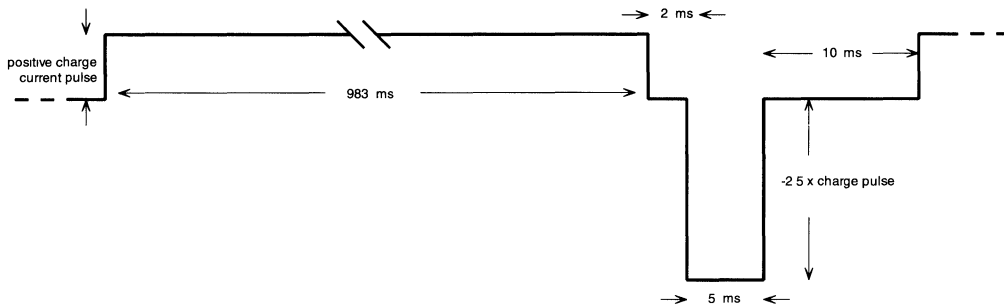 2 ms
positive charge
current pulse
10 ms
983 ms
-2 5 x charge pulse
5 ms